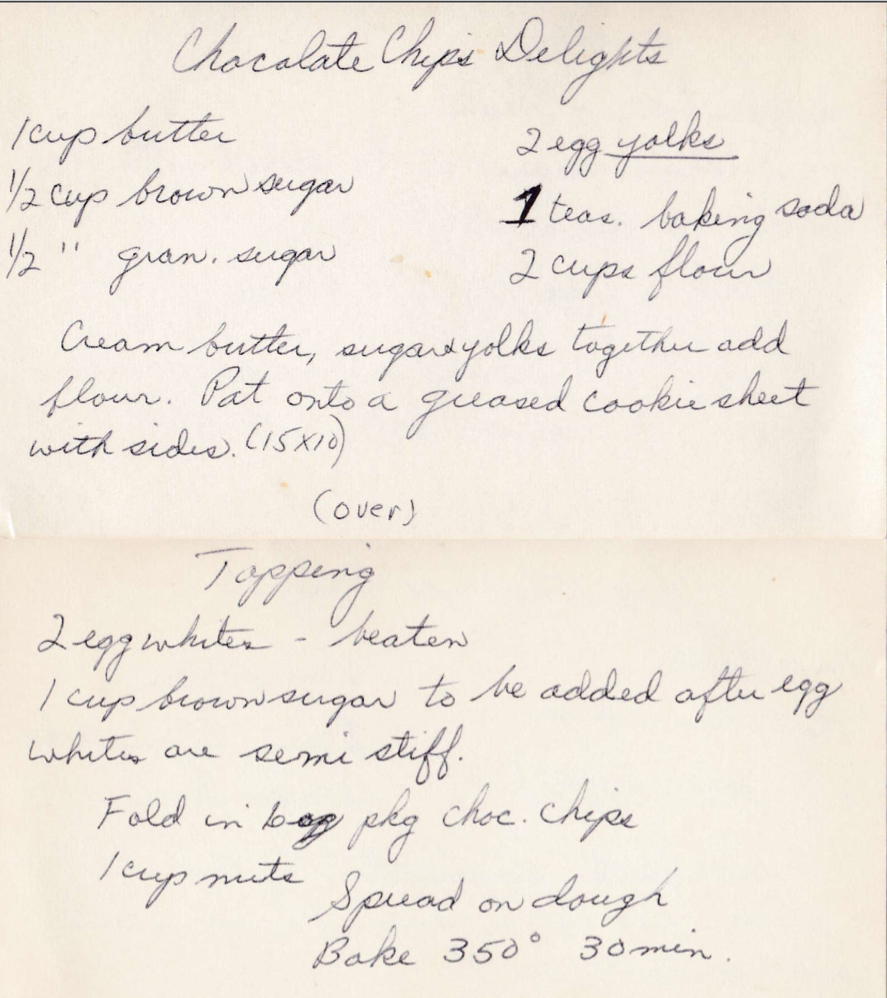 Chocolate Chips Delights
1 cup butter
1/2 cup brown sugar
1/2 " gran. sugar
2 egg yolks
1 teas. baking soda
2 cups flour
Cream butter, sugar & yolks together add
flour. Pat onto a greased cookie sheet
with sides. (15x10)
(over)
Topping
2 egg whites - beaten
1 cup brown sugar to be added after egg
whites are semi stiff.
Fold in pkg choc. chips
1 cup nuts
Spread on dough
Bake 350° 30 min.